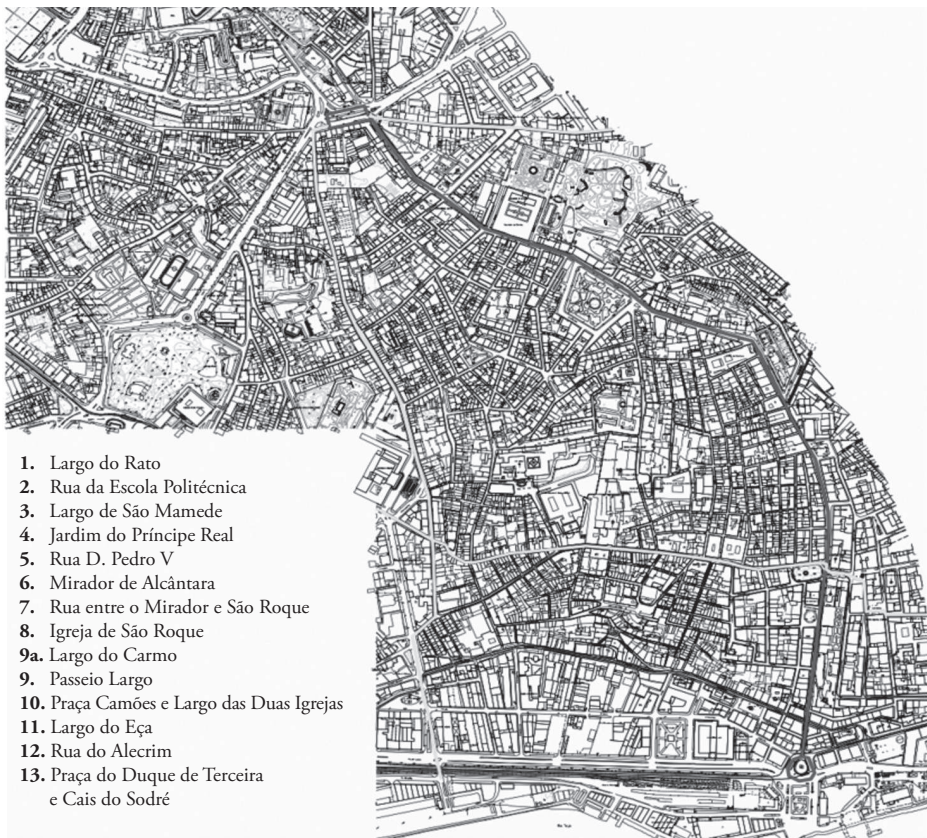 1. Largo do Rato
2. Rua da Escola Politécnica
3. Largo de São Mamede
4. Jardim do Príncipe Real
5. Rua D. Pedro V
6. Mirador de Alcântara
7. Rua entre o Mirador e São Roque
8. Igreja de São Roque
9a. Largo do Carmo
9. Passeio Largo
10. Praça Camões e Largo das Duas Igrejas
11. Largo do Eça
12. Rua do Alecrim
13. Praça do Duque de Terceira
e Cais do Sodré